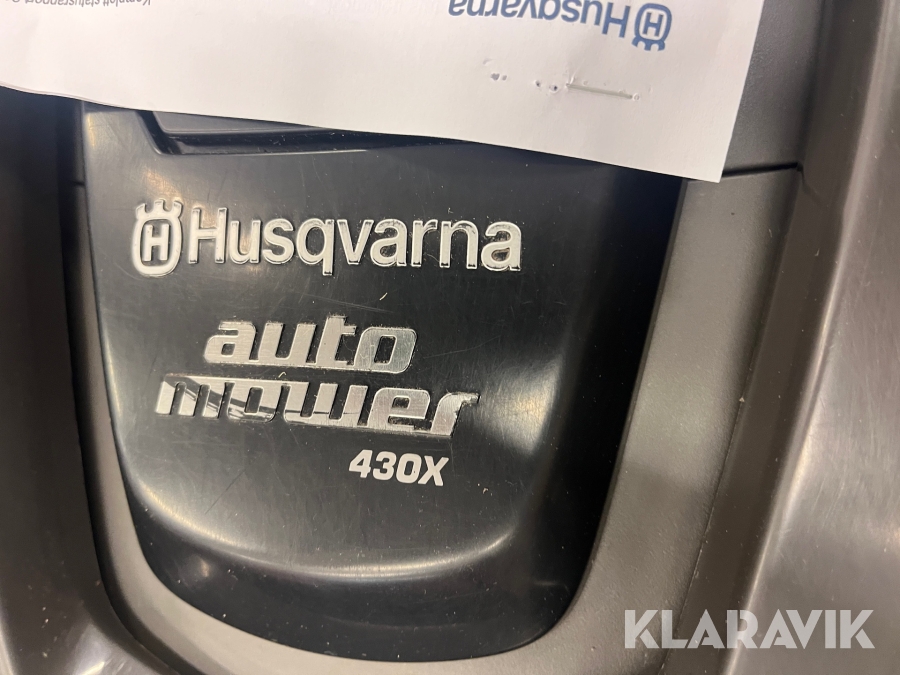 Husqvarna
Husqvarna
auto
mower
430X
KLARAVIK